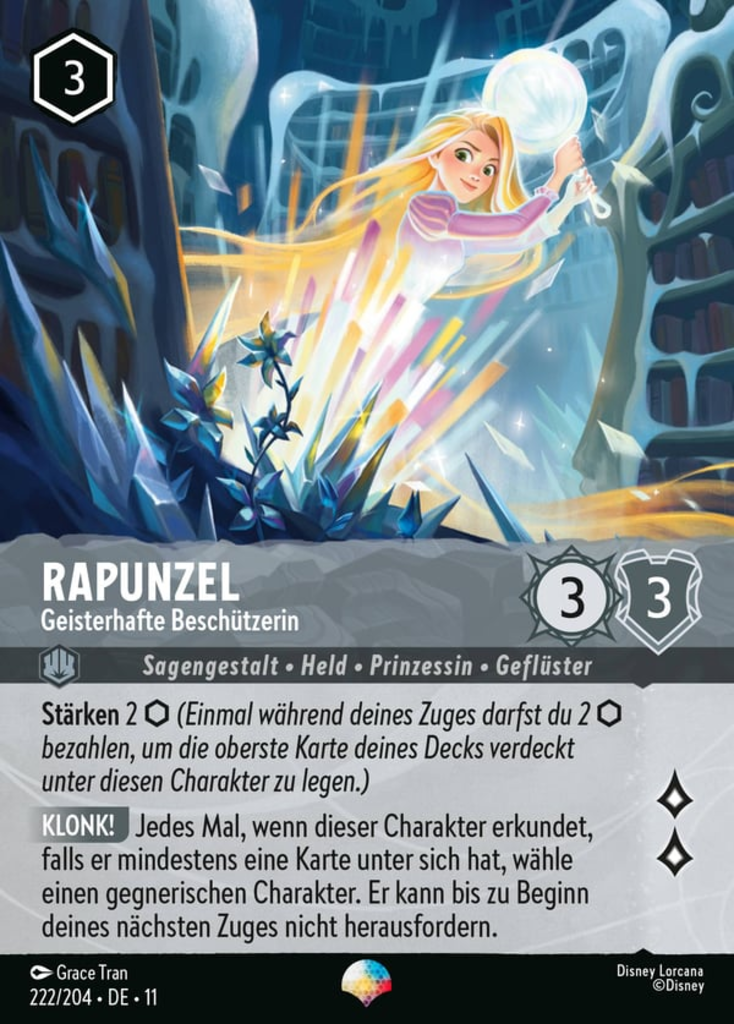 3
RAPUNZEL
Geisterhafte Beschützerin
3 3
Sagengestalt • Held • Prinzessin • Geflüster
Stärken 2 ⬡ (Einmal während deines Zuges darfst du 2 ⬡
bezahlen, um die oberste Karte deines Decks verdeckt
unter diesen Charakter zu legen.)
KLONK! Jedes Mal, wenn dieser Charakter erkundet,
falls er mindestens eine Karte unter sich hat, wähle
einen gegnerischen Charakter. Er kann bis zu Beginn
deines nächsten Zuges nicht herausfordern.
Grace Tran
222/204 • DE • 11
Disney Lorcana
©Disney